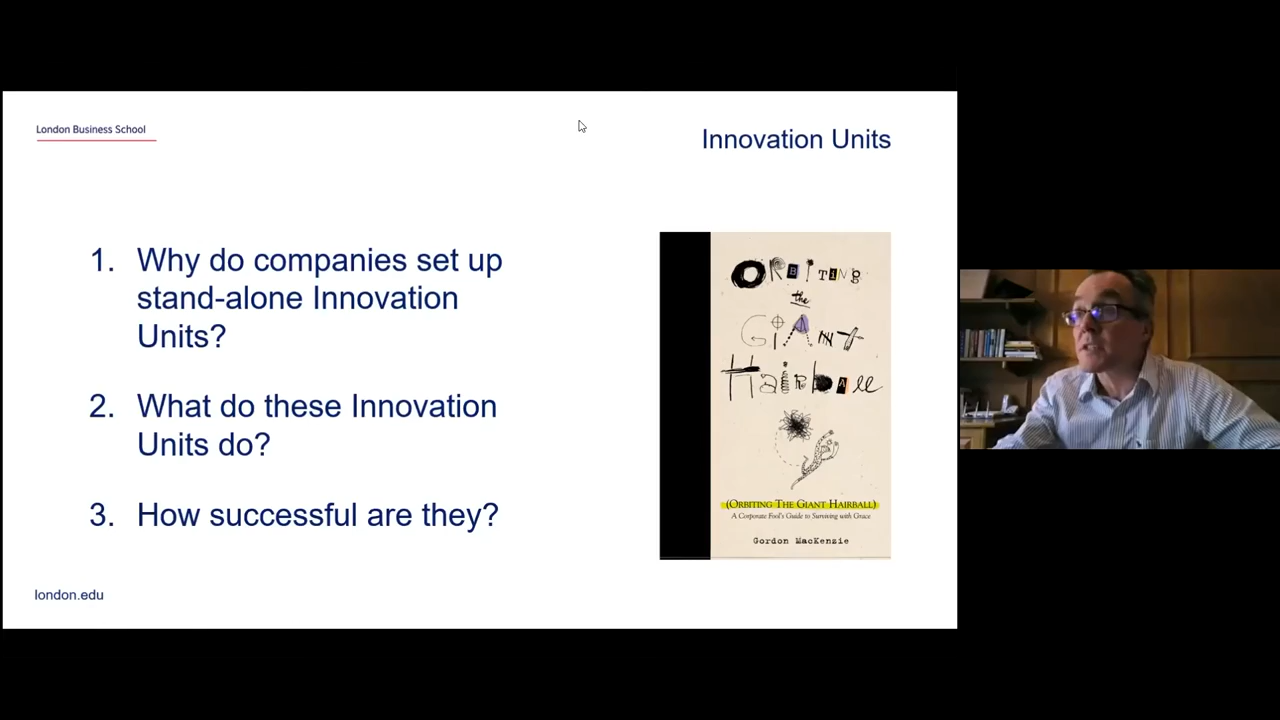 London Business School
Innovation Units
1. Why do companies set up
stand-alone Innovation
Units?
2. What do these Innovation
Units do?
3. How successful are they?
london.edu
ORBITING
the
GIANT
HairbAll
(ORBITING THE GIANT HAIRBALL)
A Corporate Fool's Guide to Surviving with Grace
Gordon MacKenzie